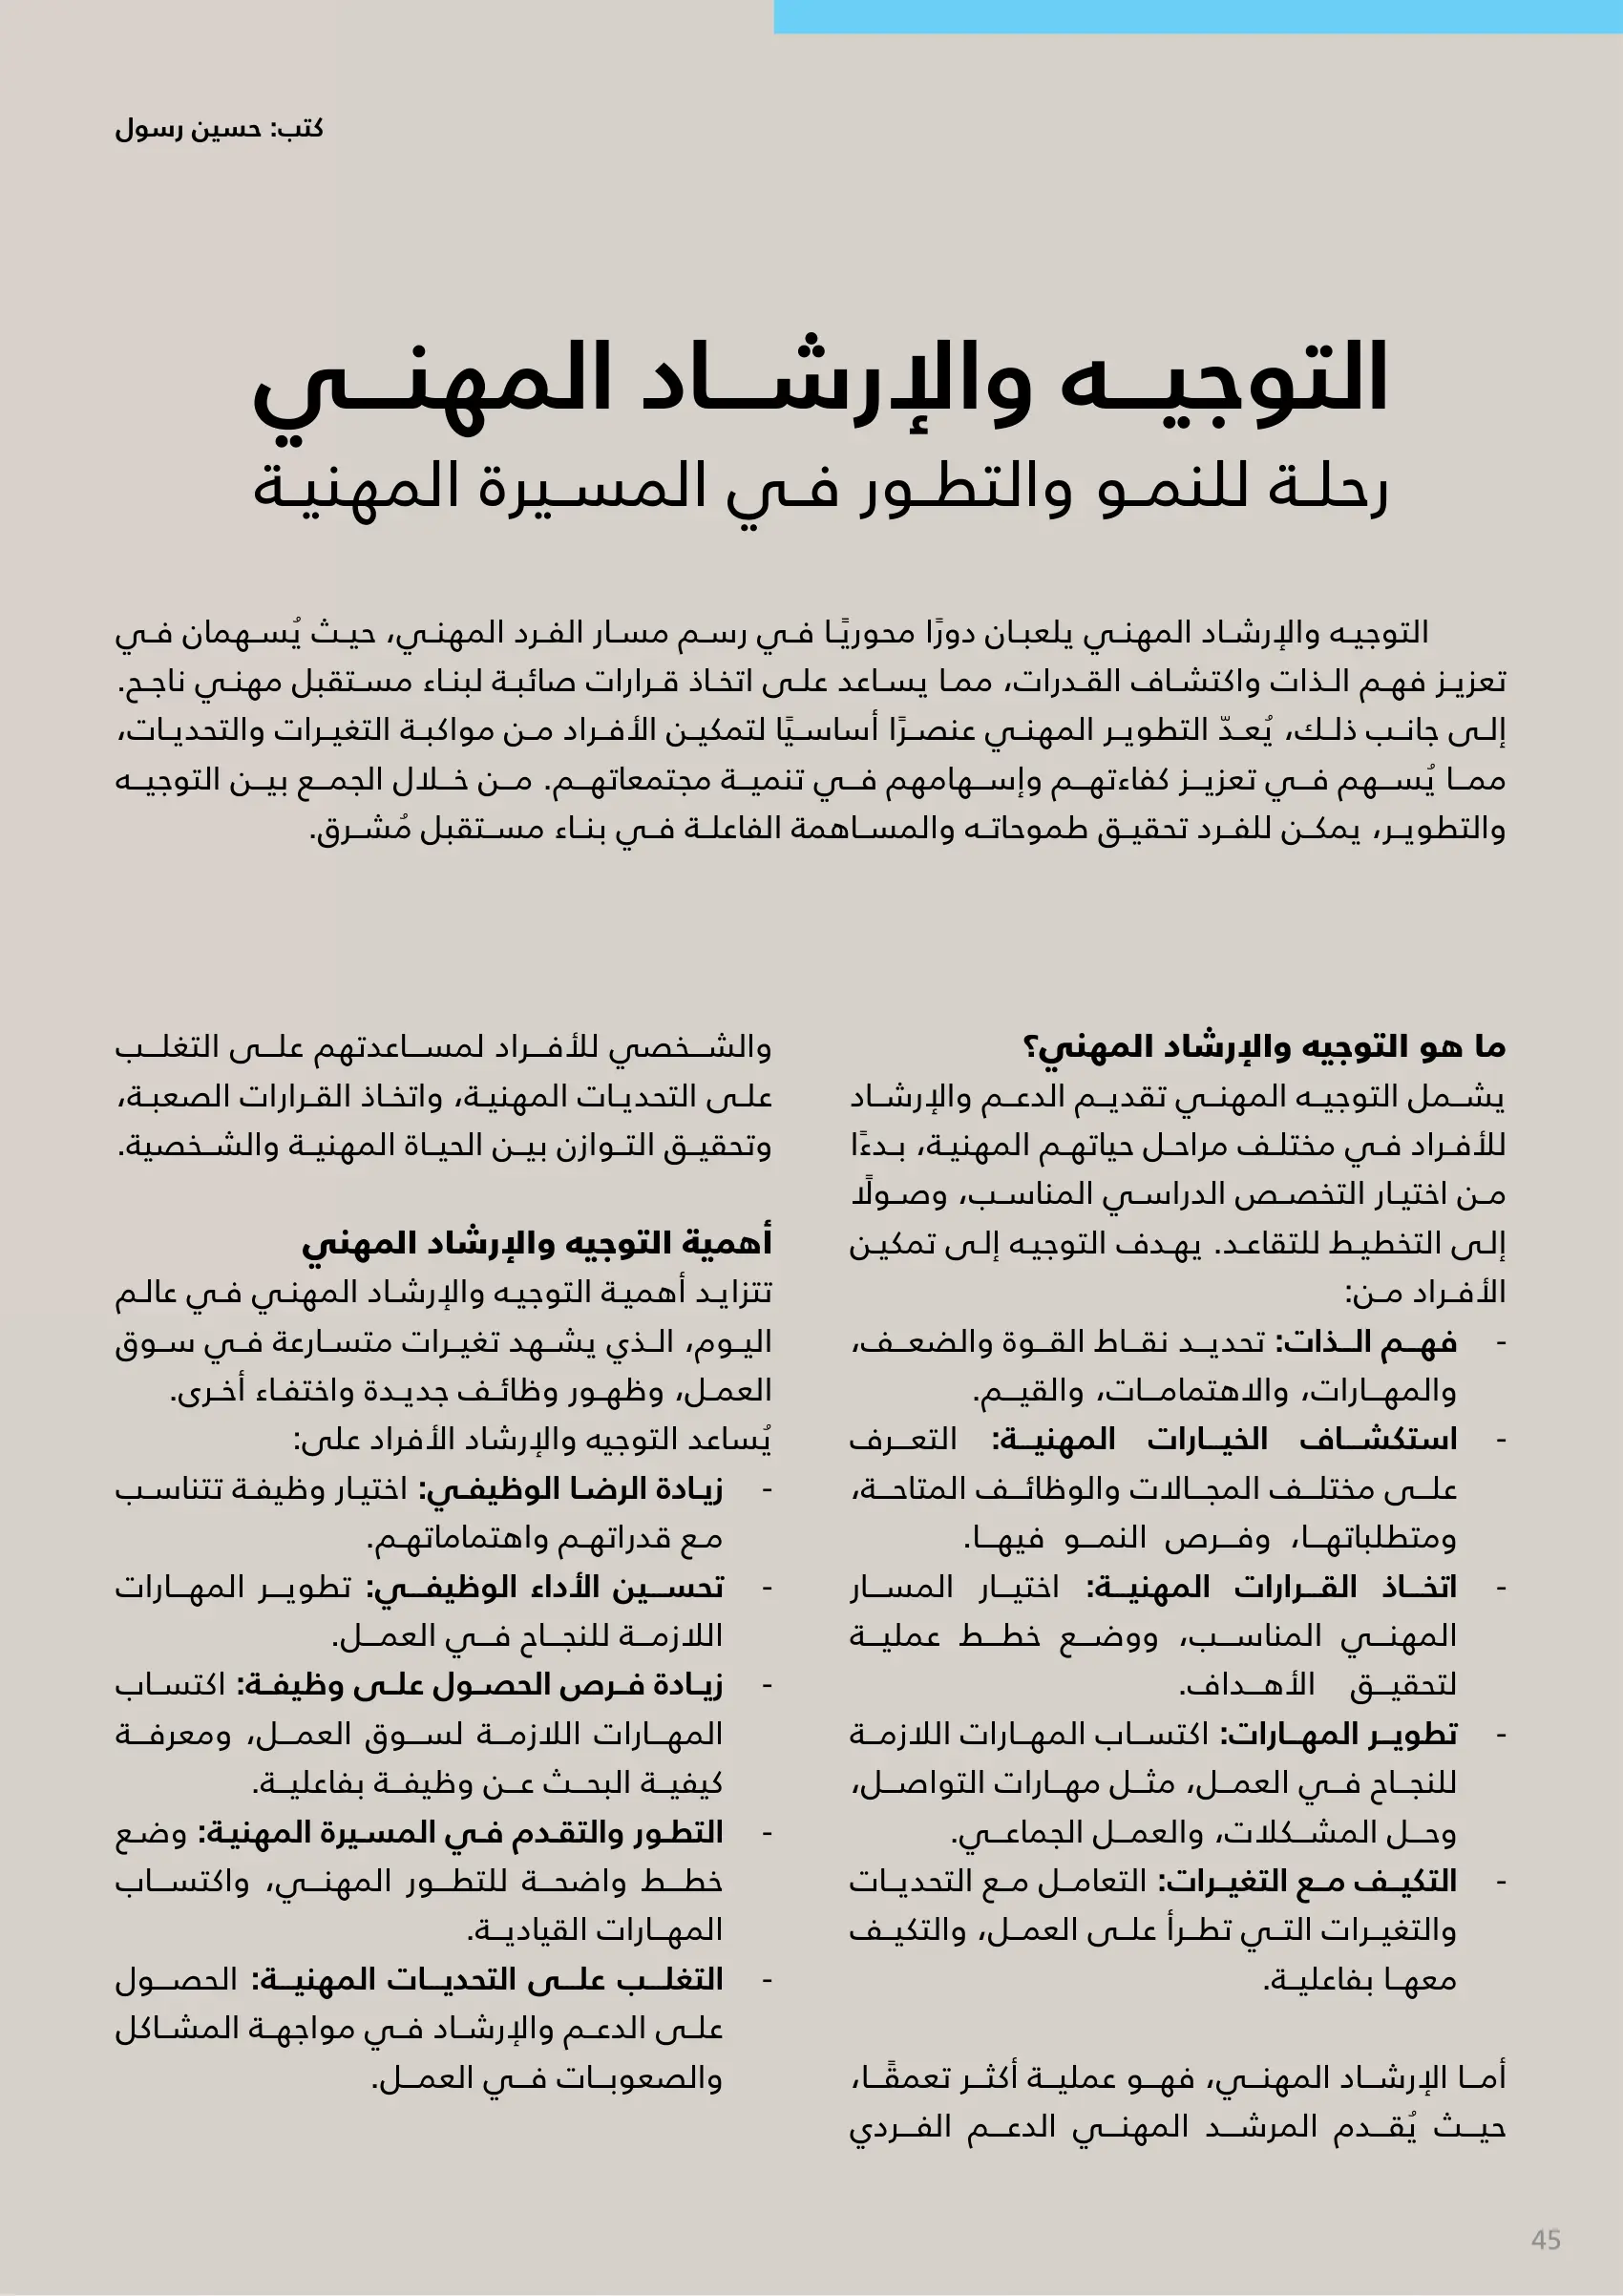 كتب: حسين رسول
التوجيه والإرشاد المهني
رحلة للنمو والتطور في المسيرة المهنية
التوجيه والإرشاد المهني يلعبان دورًا محوريًا في رسم مسار الفرد المهني، حيث يُسهمان في
تعزيز فهم الذات واكتشاف القدرات، مما يساعد على اتخاذ قرارات صائبة لبناء مستقبل مهني ناجح.
إلى جانب ذلك، يُعدّ التطوير المهني عنصرًا أساسيًا لتمكين الأفراد من مواكبة التغيرات والتحديات،
مما يُسهم في تعزيز كفاءتهم وإسهامهم في تنمية مجتمعاتهم. من خلال الجمع بين التوجيه
والتطوير، يمكن للفرد تحقيق طموحاته والمساهمة الفاعلة في بناء مستقبل مُشرق.
ما هو التوجيه والإرشاد المهني؟
يشمل التوجيه المهني تقديم الدعم والإرشاد
للأفراد في مختلف مراحل حياتهم المهنية، بدءًا
من اختيار التخصص الدراسي المناسب، وصولًا
إلى التخطيط للتقاعد. يهدف التوجيه إلى تمكين
الأفراد من:
- فهم الذات: تحديد نقاط القوة والضعف،
والمهارات، والاهتمامات، والقيم.
- استكشاف الخيارات المهنية: التعرف
على مختلف المجالات والوظائف المتاحة،
ومتطلباتها، وفرص النمو فيها.
- اتخاذ القرارات المهنية: اختيار المسار
المهني المناسب، ووضع خطط عملية
لتحقيق الأهداف.
- تطوير المهارات: اكتساب المهارات اللازمة
للنجاح في العمل، مثل مهارات التواصل،
وحل المشكلات، والعمل الجماعي.
- التكيف مع التغيرات: التعامل مع التحديات
والتغيرات التي تطرأ على العمل، والتكيف
معها بفاعلية.
أما الإرشاد المهني، فهو عملية أكثر تعمقًا،
حيث يُقدم المرشد المهني الدعم الفردي
والشخصي للأفراد لمساعدتهم على التغلب
على التحديات المهنية، واتخاذ القرارات الصعبة،
وتحقيق التوازن بين الحياة المهنية والشخصية.
أهمية التوجيه والإرشاد المهني
تتزايد أهمية التوجيه والإرشاد المهني في عالم
اليوم، الذي يشهد تغيرات متسارعة في سوق
العمل، وظهور وظائف جديدة واختفاء أخرى.
يُساعد التوجيه والإرشاد الأفراد على:
- زيادة الرضا الوظيفي: اختيار وظيفة تتناسب
مع قدراتهم واهتماماتهم.
- تحسين الأداء الوظيفي: تطوير المهارات
اللازمة للنجاح في العمل.
- زيادة فرص الحصول على وظيفة: اكتساب
المهارات اللازمة لسوق العمل، ومعرفة
كيفية البحث عن وظيفة بفاعلية.
- التطور والتقدم في المسيرة المهنية: وضع
خطط واضحة للتطور المهني، واكتساب
المهارات القيادية.
- التغلب على التحديات المهنية: الحصول
على الدعم والإرشاد في مواجهة المشاكل
والصعوبات في العمل.
45